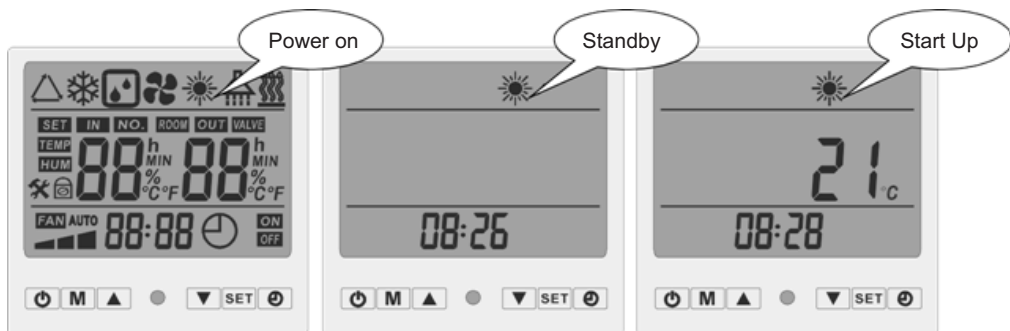 Power on
Standby
Start Up
SET IN NO. ROOM OUT VALVE
TEMP
HUM
88 h MIN % °C°F 88 h MIN % °C°F
FAN AUTO 88:88 ON
OFF
M SET
08:26
M SET
21 °C
08:28
M SET